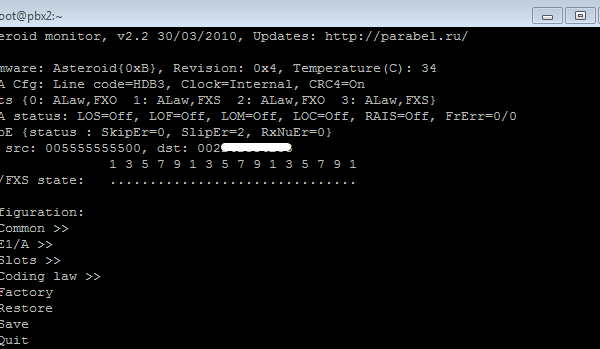 oot@pbx2:~
eroid monitor, v2.2 30/03/2010, Updates: http://parabel.ru/
mware: Asteroid{0xB}, Revision: 0x4, Temperature(C): 34
A Cfg: Line code=HDB3, Clock=Internal, CRC4=On
ts {0: ALaw,FXO 1: ALaw,FXS 2: ALaw,FXO 3: ALaw,FXS}
A status: LOS=Off, LOF=Off, LOM=Off, LOC=Off, RAIS=Off, FrErr=0/0
oE {status : SkipEr=0, SlipEr=2, RxNuEr=0}
src: 005555555500, dst: 002
1 3 5 7 9 1 3 5 7 9 1 3 5 7 9 1
/FXS state: ...............................
figuration:
Common >>
E1/A >>
Slots >>
Coding law >>
Factory
Restore
Save
Quit